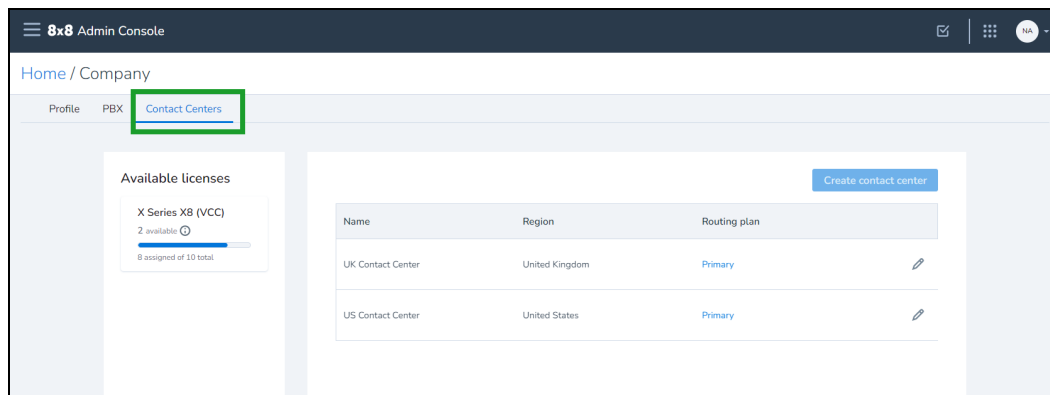 8x8 Admin Console
NA
Home / Company
Profile PBX Contact Centers
Available licenses
X Series X8 (VCC)
2 available
8 assigned of 10 total
Create contact center
Name Region Routing plan
UK Contact Center United Kingdom Primary
US Contact Center United States Primary